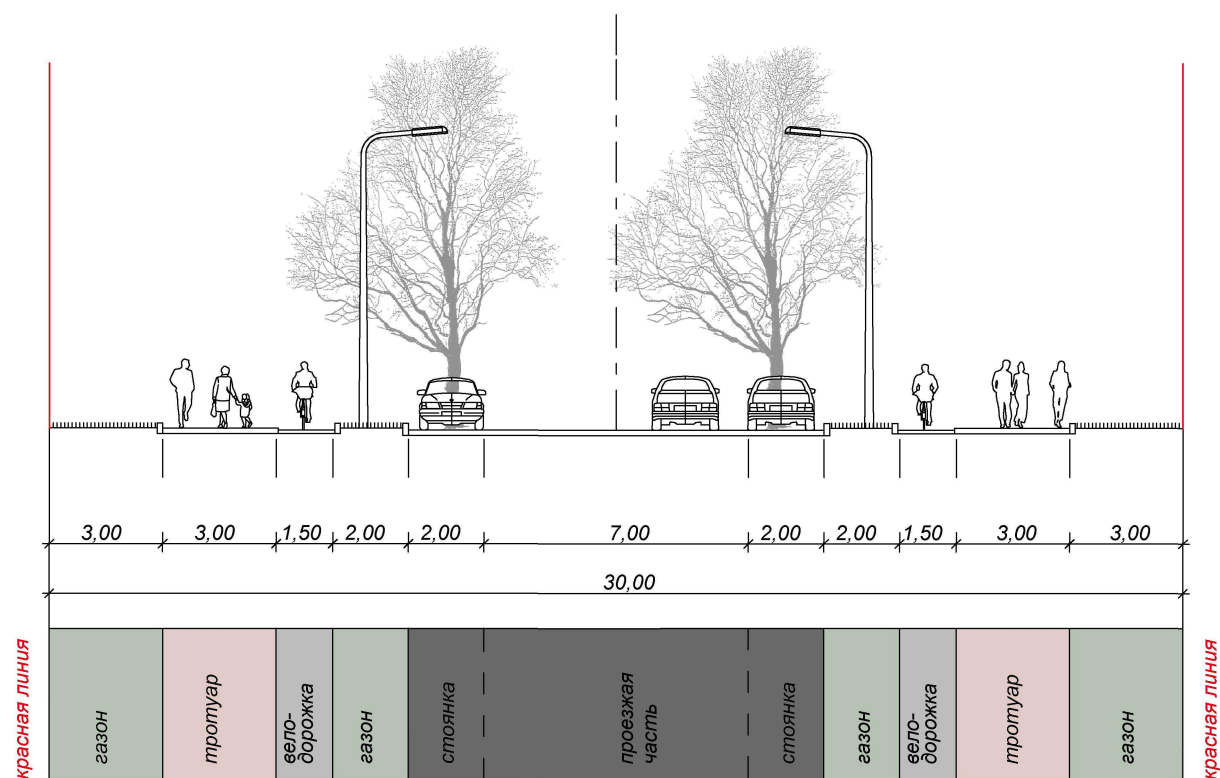 3,00 3,00 1,50 2,00 2,00 7,00 2,00 2,00 1,50 3,00 3,00
30,00
красная линия
газон
тротуар
вело-
дорожка
газон
стоянка
проезжая
часть
стоянка
газон
вело-
дорожка
тротуар
газон
красная линия